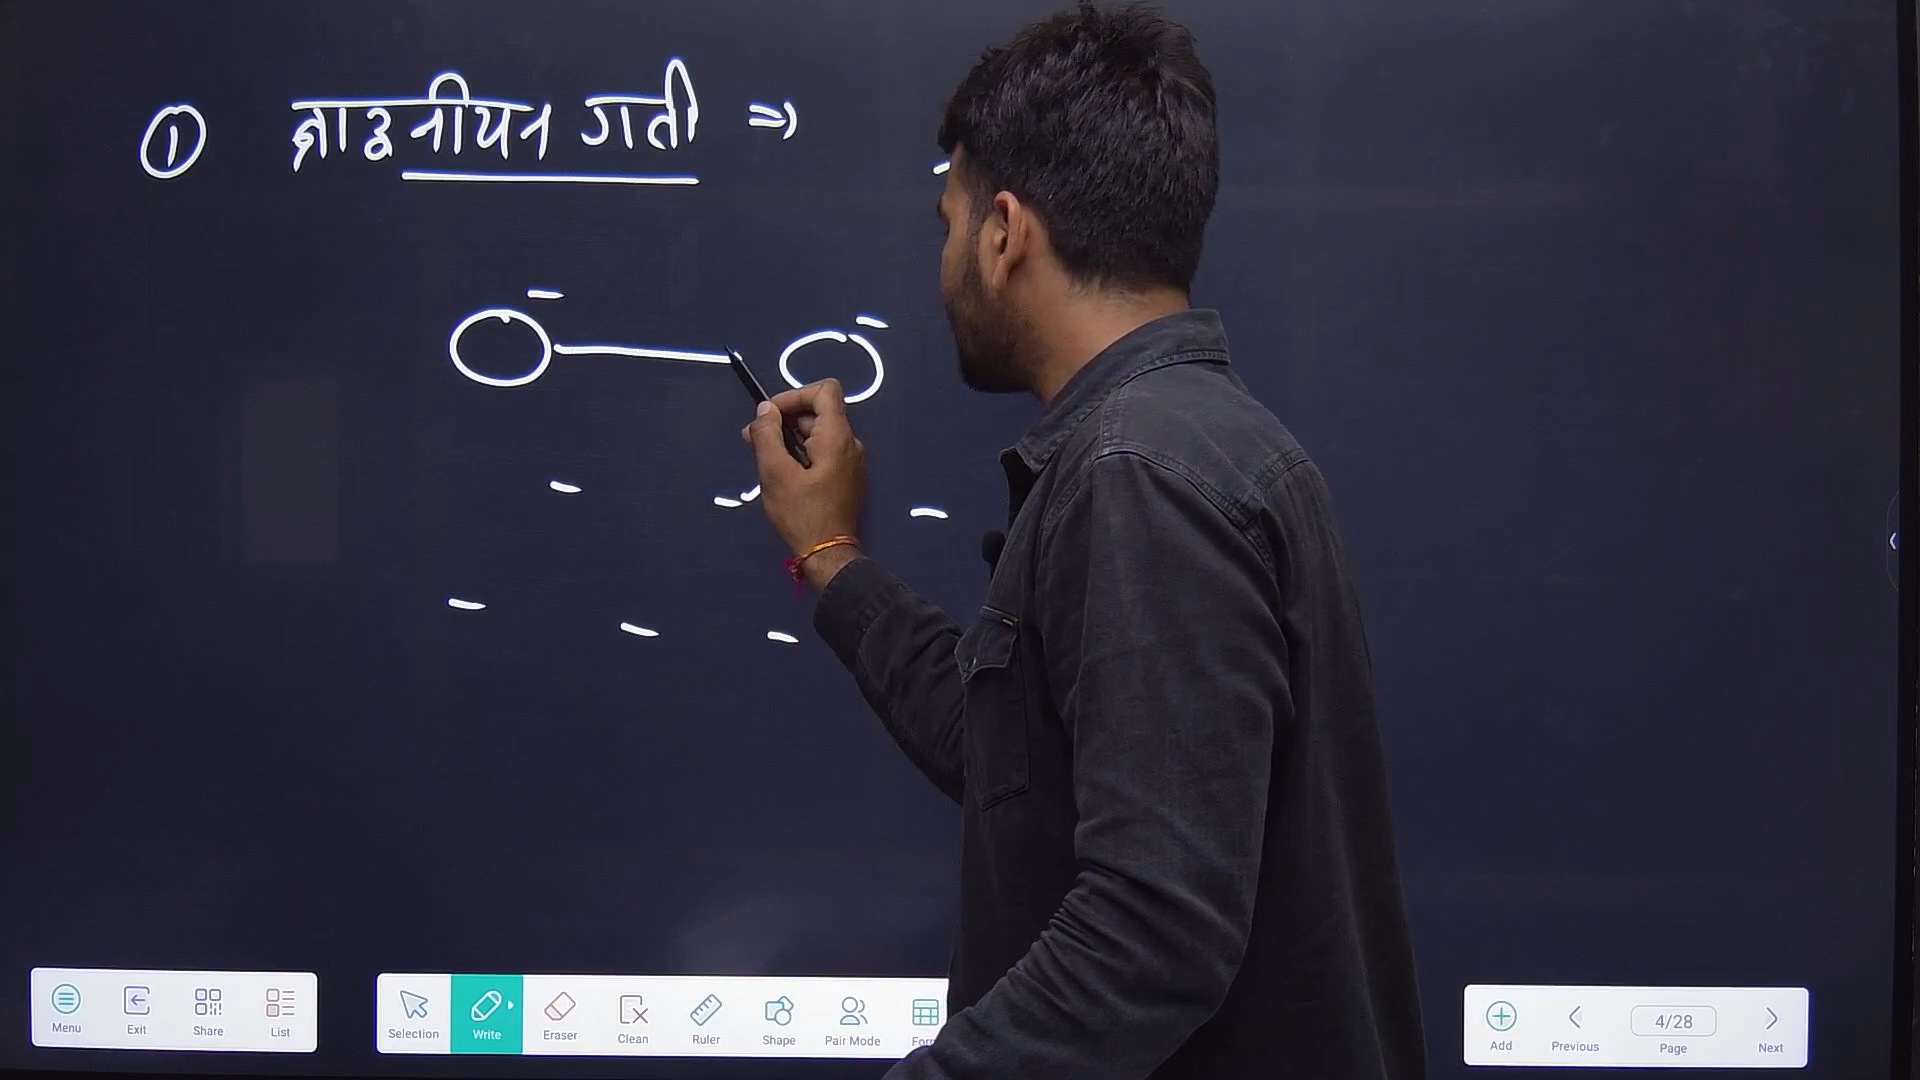 ① ब्राउनीयन गती ⇒
Menu Exit Share List
Selection Write Eraser Clean Ruler Shape Pair Mode
Add Previous 4/28 Page Next